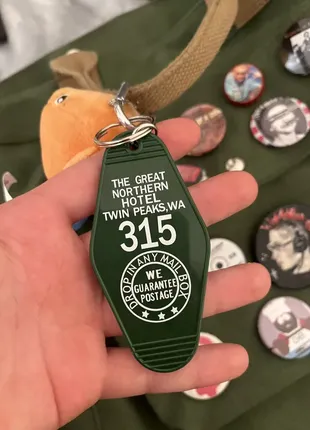 THE GREAT
NORTHERN
HOTEL
TWIN PEAKS,WA
315
DROP IN ANY MAIL BOX
WE
GUARANTEE
POSTAGE